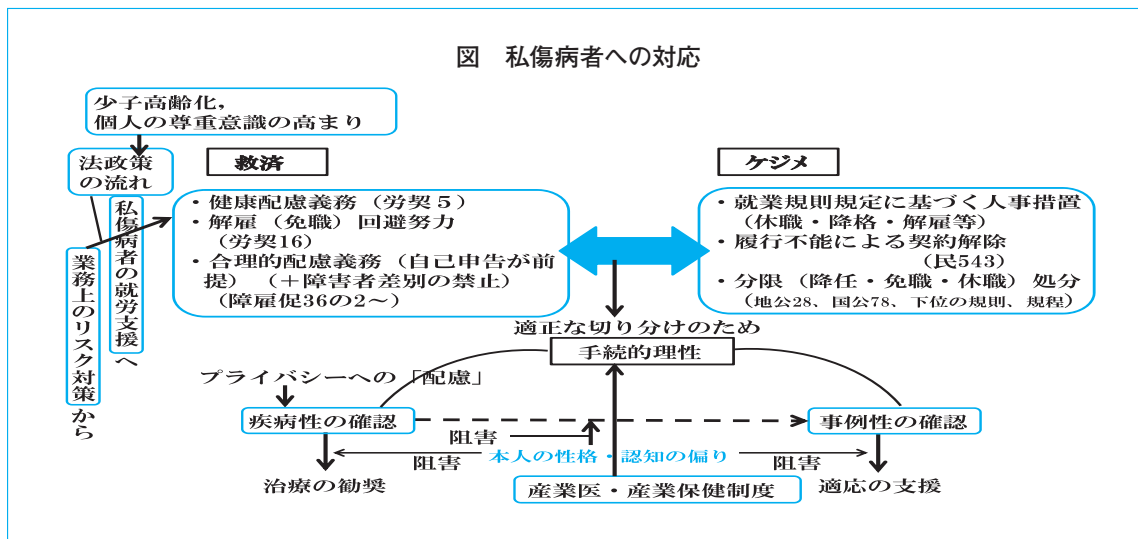 図　私傷病者への対応
少子高齢化，
個人の尊重意識の高まり
法政策
の流れ
業務上のリスク対策から
私傷病者の就労支援へ
救済
・健康配慮義務（労契５）
・解雇（免職）回避努力
（労契16）
・合理的配慮義務（自己申告が前
提）（＋障害者差別の禁止）
（障雇促36の2〜）
ケジメ
・就業規則規定に基づく人事措置
（休職・降格・解雇等）
・履行不能による契約解除
（民543）
・分限（降任・免職・休職）処分
（地公28、国公78、下位の規則、規程）
適正な切り分けのため
手続的理性
プライバシーへの「配慮」
疾病性の確認
事例性の確認
阻害
阻害
本人の性格・認知の偏り
阻害
治療の勧奨
産業医・産業保健制度
適応の支援